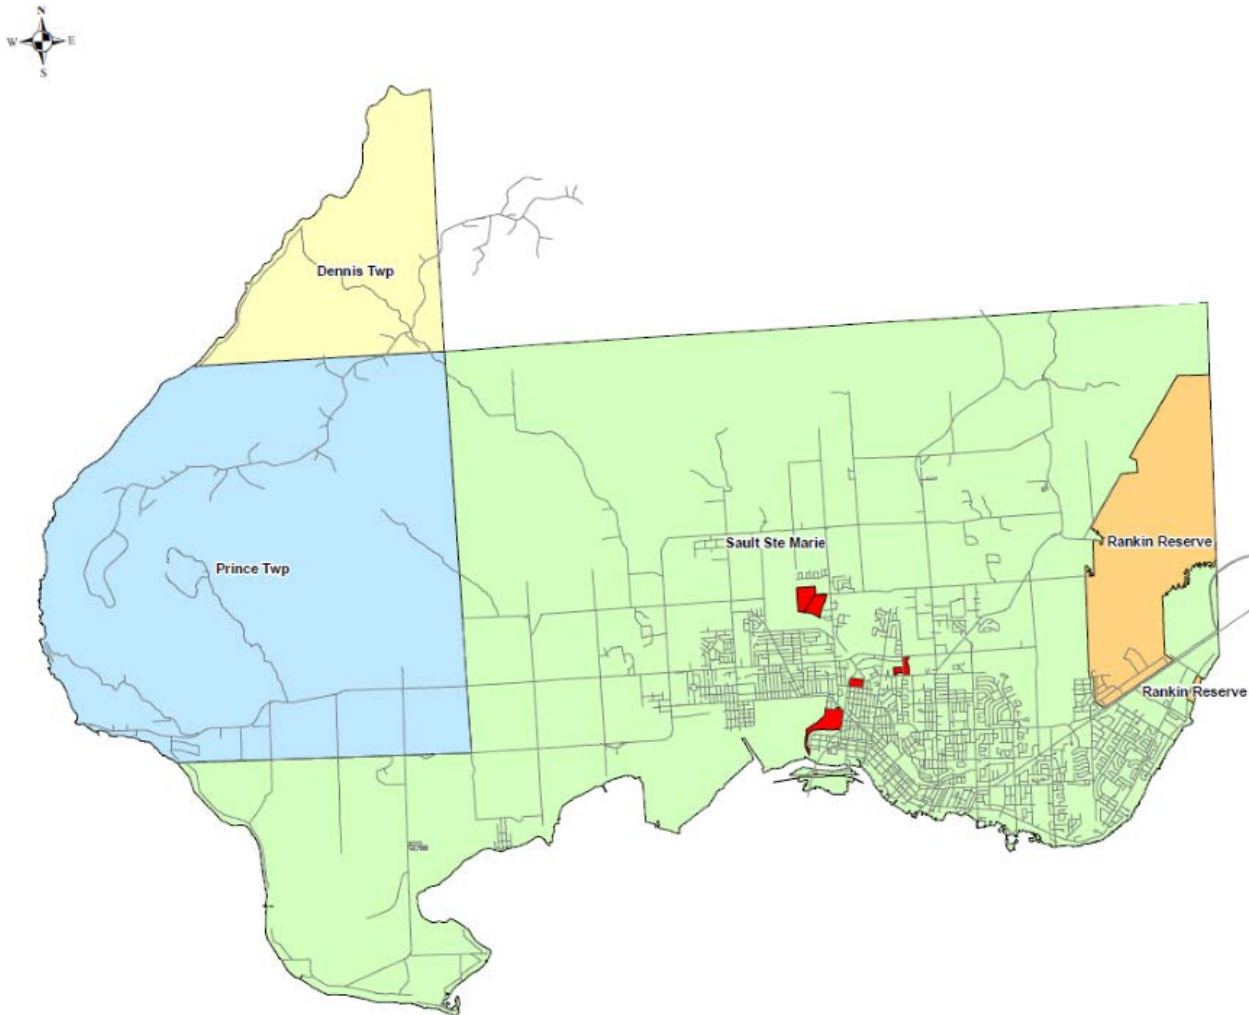 N
W E
S
Dennis Twp
Sault Ste Marie
Rankin Reserve
Prince Twp
Rankin Reserve